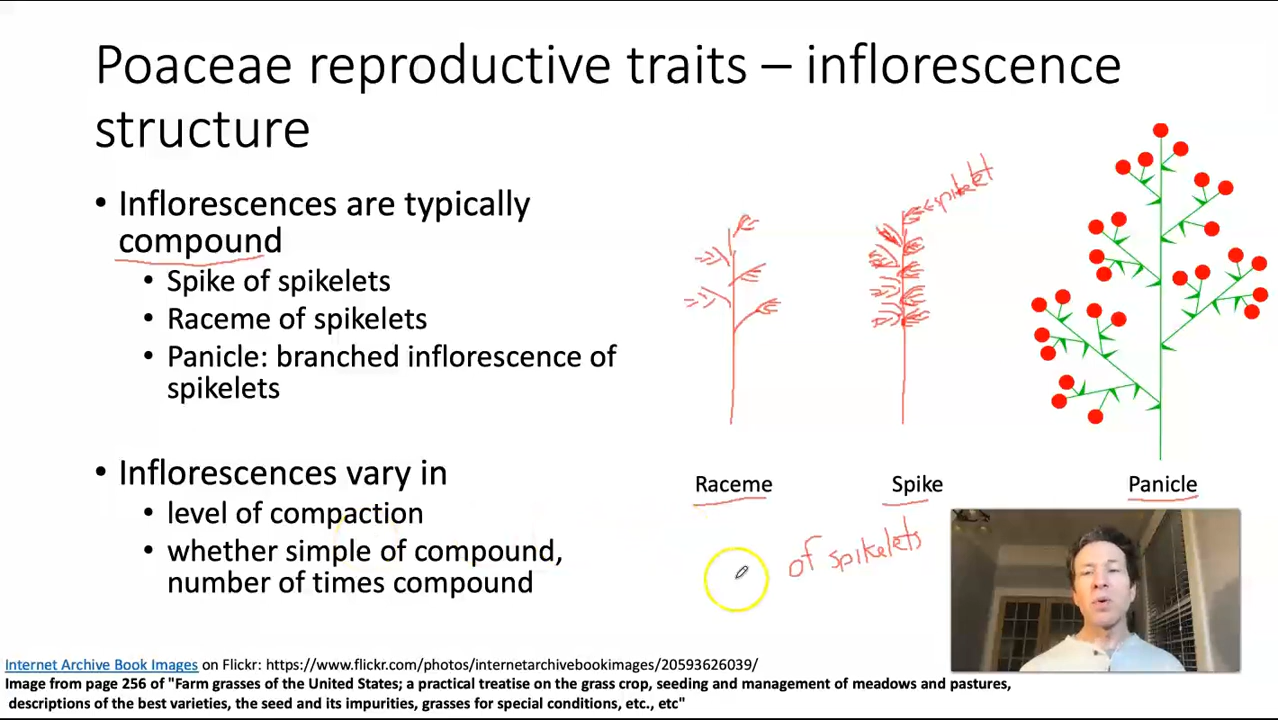 Poaceae reproductive traits – inflorescence
structure
• Inflorescences are typically
compound
• Spike of spikelets
• Raceme of spikelets
• Panicle: branched inflorescence of
spikelets
• Inflorescences vary in
• level of compaction
• whether simple of compound,
number of times compound
spikelet
Raceme
Spike
Panicle
of spikelets
Internet Archive Book Images on Flickr: https://www.flickr.com/photos/internetarchivebookimages/20593626039/
Image from page 256 of "Farm grasses of the United States; a practical treatise on the grass crop, seeding and management of meadows and pastures,
descriptions of the best varieties, the seed and its impurities, grasses for special conditions, etc., etc"